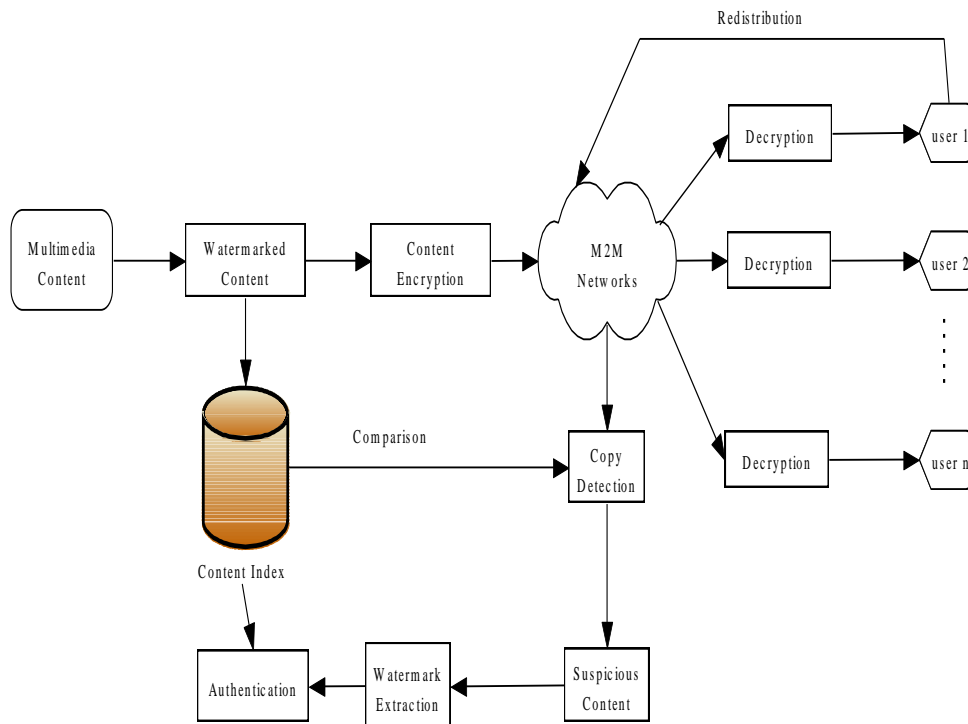 Redistribution
Decryption
user 1
Multimedia
Content
Watermarked
Content
Content
Encryption
M2M
Networks
Decryption
user 2
Comparison
Copy
Detection
Decryption
user n
Content Index
Authentication
Watermark
Extraction
Suspicious
Content